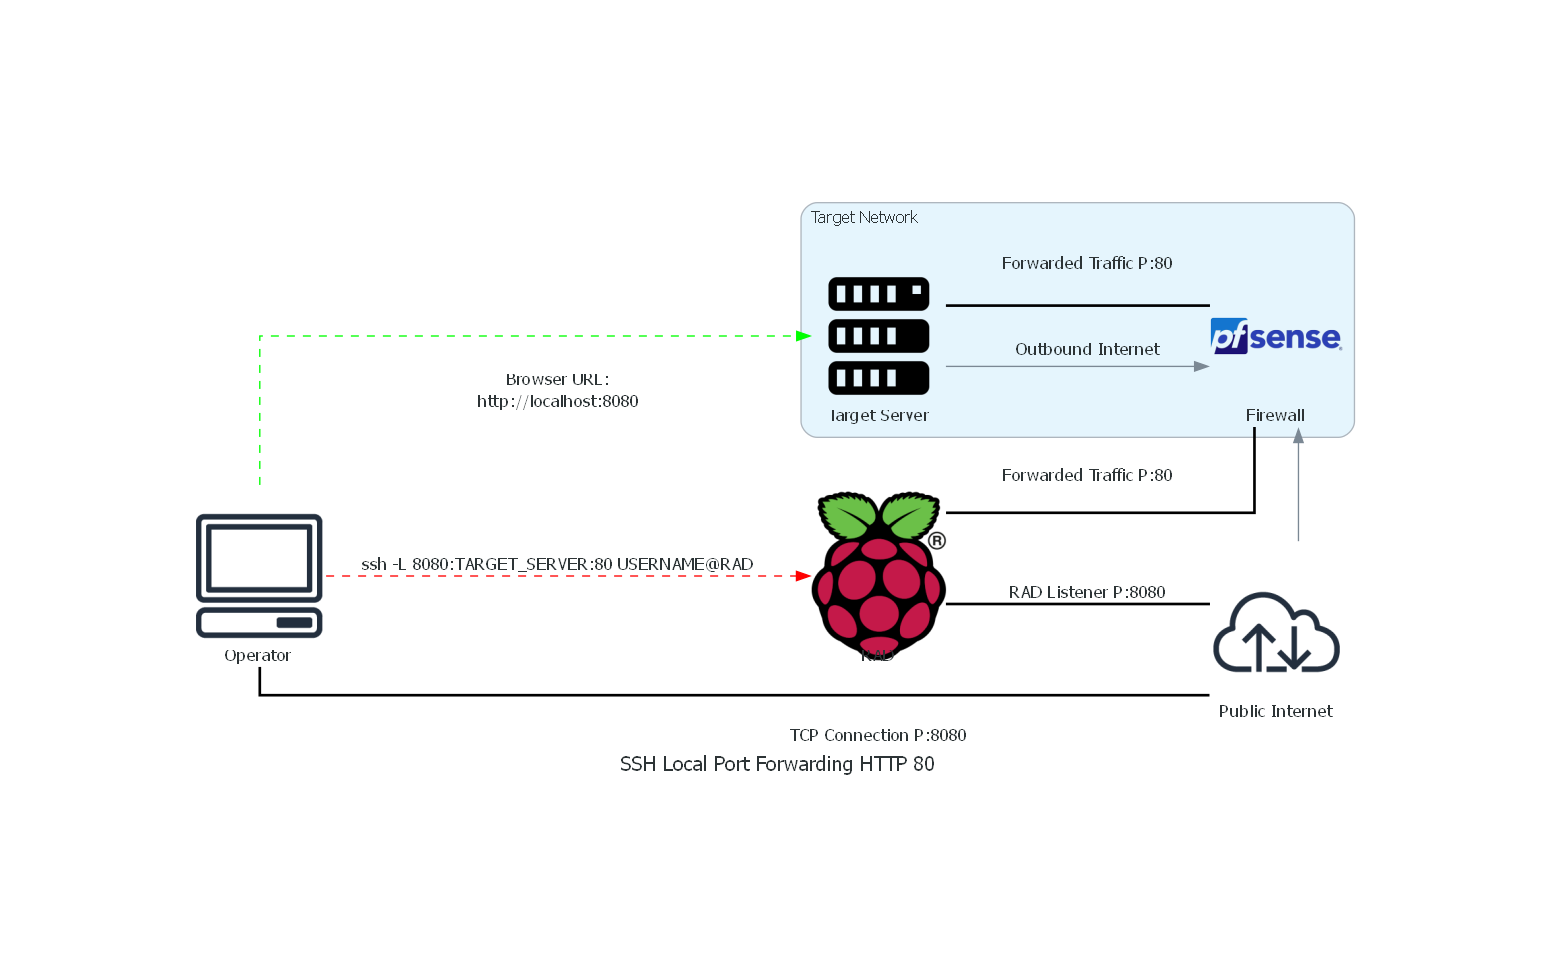 Target Network
Forwarded Traffic P:80
pfsense
Outbound Internet
Browser URL:
http://localhost:8080
Target Server
Firewall
Forwarded Traffic P:80
®
ssh -L 8080:TARGET_SERVER:80 USERNAME@RAD
RAD Listener P:8080
Operator
RAD
Public Internet
TCP Connection P:8080
SSH Local Port Forwarding HTTP 80